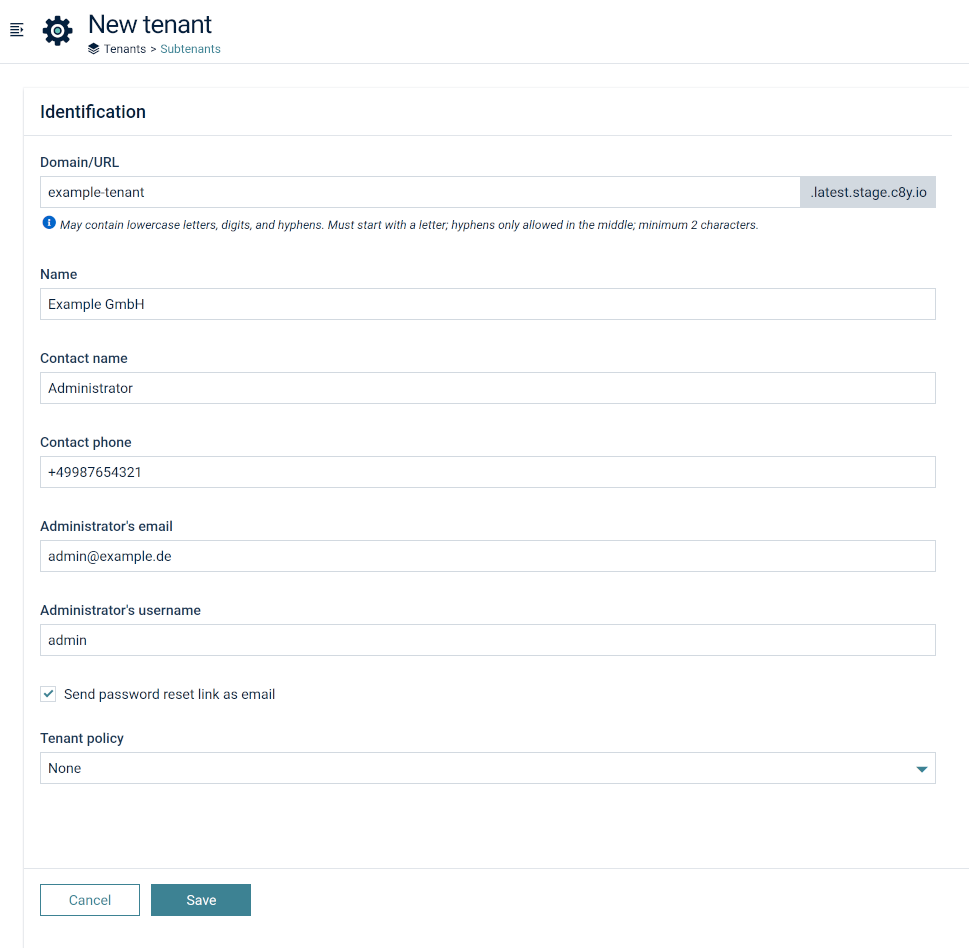 New tenant
Tenants > Subtenants
Identification
Domain/URL
example-tenant .latest.stage.c8y.io
May contain lowercase letters, digits, and hyphens. Must start with a letter; hyphens only allowed in the middle; minimum 2 characters.
Name
Example GmbH
Contact name
Administrator
Contact phone
+49987654321
Administrator's email
admin@example.de
Administrator's username
admin
Send password reset link as email
Tenant policy
None
Cancel Save